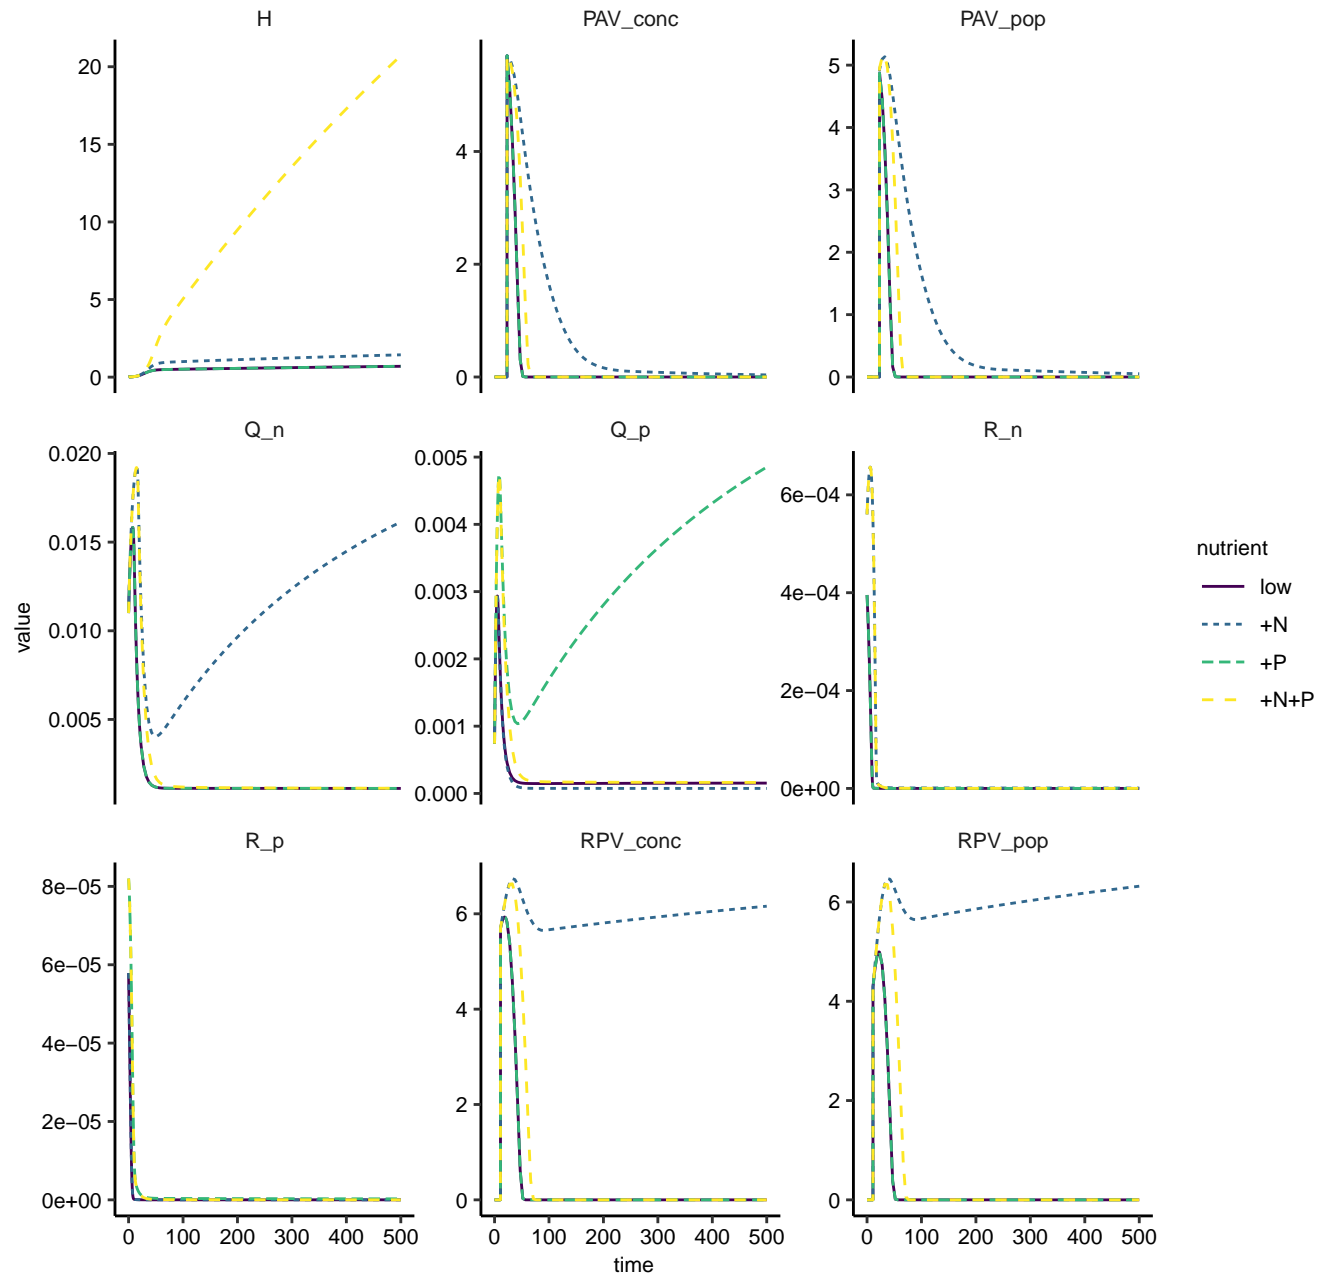 H
PAV_conc
PAV_pop
20
15
10
5
0
4
2
0
5
4
3
2
1
0
Q_n
Q_p
R_n
0.020
0.015
0.010
0.005
0.005
0.004
0.003
0.002
0.001
0.000
6e−04
4e−04
2e−04
0e+00
R_p
RPV_conc
RPV_pop
8e−05
6e−05
4e−05
2e−05
0e+00
6
4
2
0
6
4
2
0
0 100 200 300 400 500
0 100 200 300 400 500
0 100 200 300 400 500
time
value
nutrient
low
+N
+P
+N+P